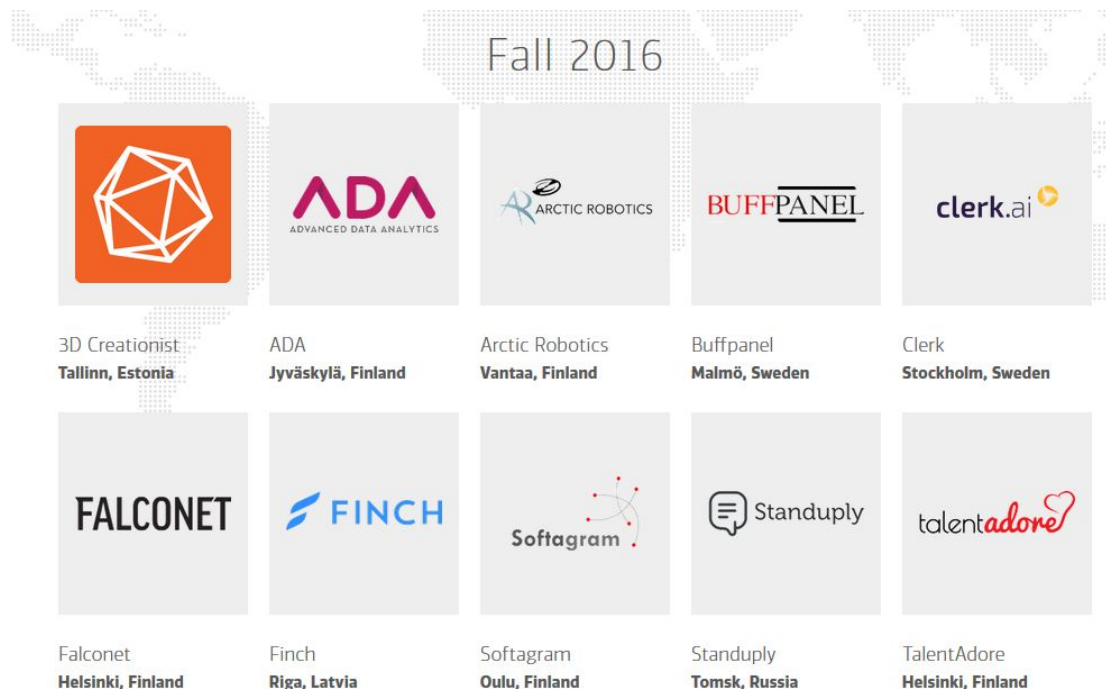 Fall 2016
ADA
ADVANCED DATA ANALYTICS
AR ARCTIC ROBOTICS
BUFFPANEL
clerk.ai
3D Creationist
Tallinn, Estonia
ADA
Jyväskylä, Finland
Arctic Robotics
Vantaa, Finland
Buffpanel
Malmö, Sweden
Clerk
Stockholm, Sweden
FALCONET
FINCH
Softagram
Standuply
talentadore
Falconet
Helsinki, Finland
Finch
Riga, Latvia
Softagram
Oulu, Finland
Standuply
Tomsk, Russia
TalentAdore
Helsinki, Finland